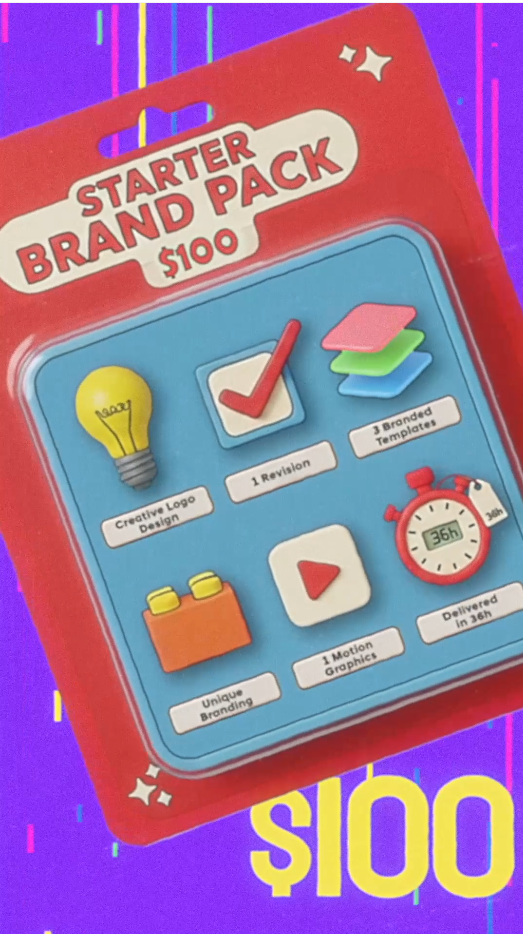 STARTER
BRAND PACK
$100
Creative Logo
Design
1 Revision
3 Branded
Templates
36h
36h
Unique
Branding
1 Motion
Graphics
Delivered
in 36h
$100